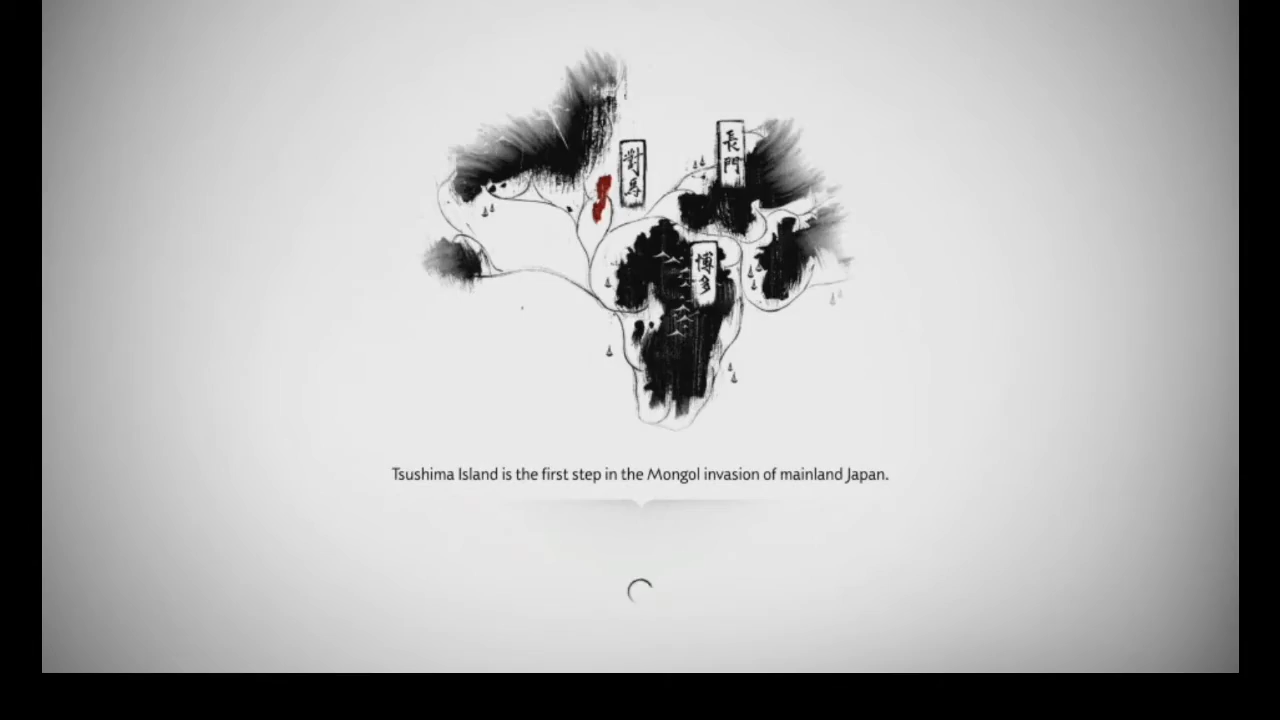 長門
對馬
博多
Tsushima Island is the first step in the Mongol invasion of mainland Japan.